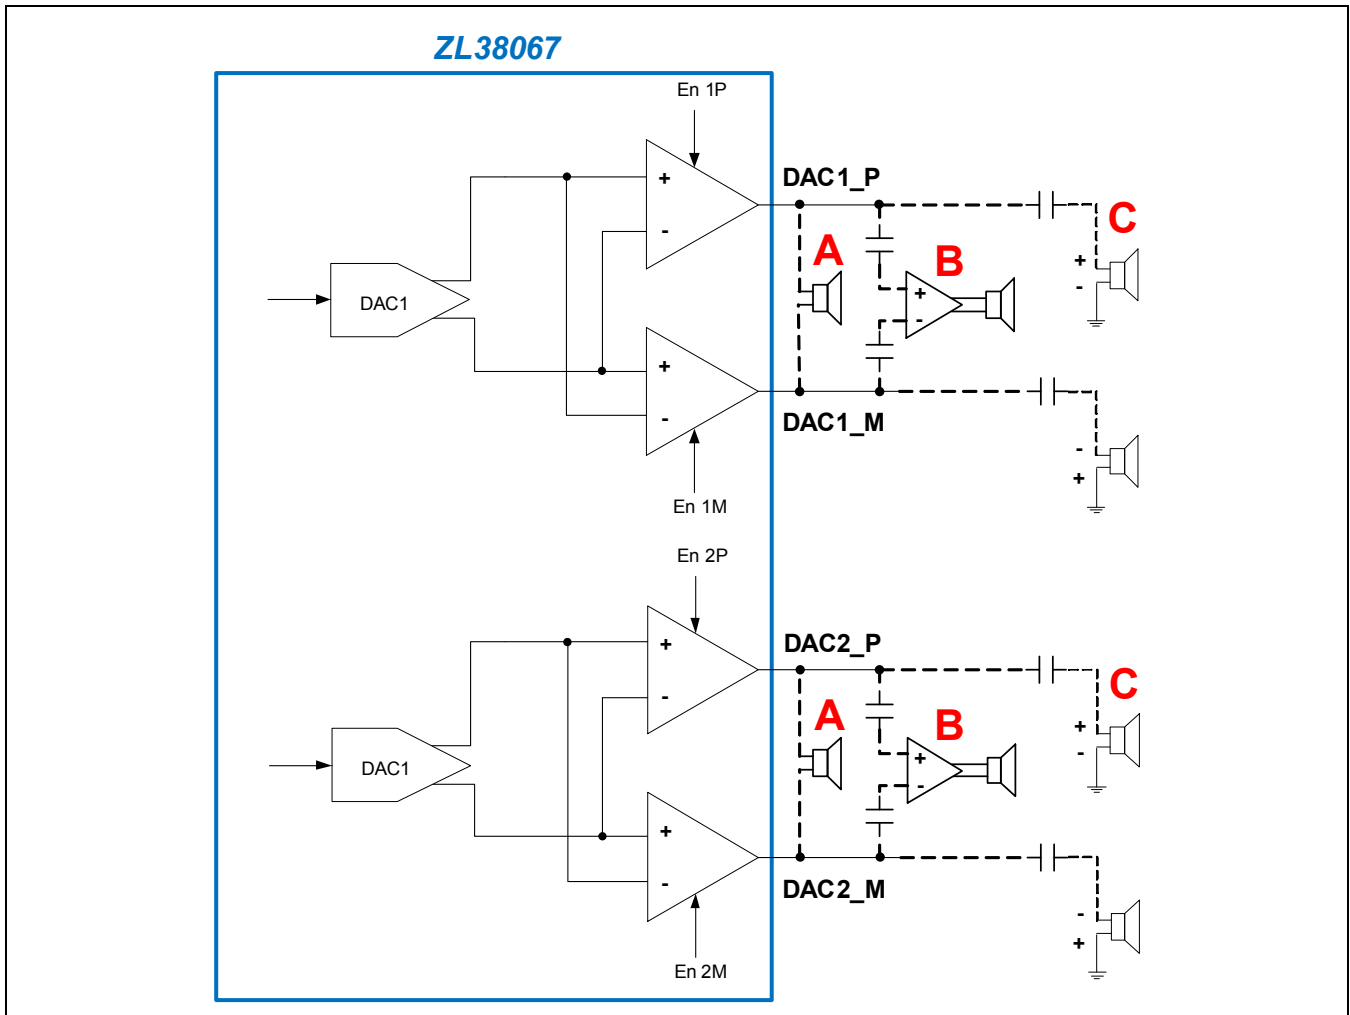 ZL38067
En 1P
DAC1_P
+
-
A
B
C
+
-
+
-
DAC1
+
-
DAC1_M
-
+
En 1M
En 2P
DAC2_P
+
-
A
B
C
+
-
+
-
DAC1
+
-
DAC2_M
-
+
En 2M